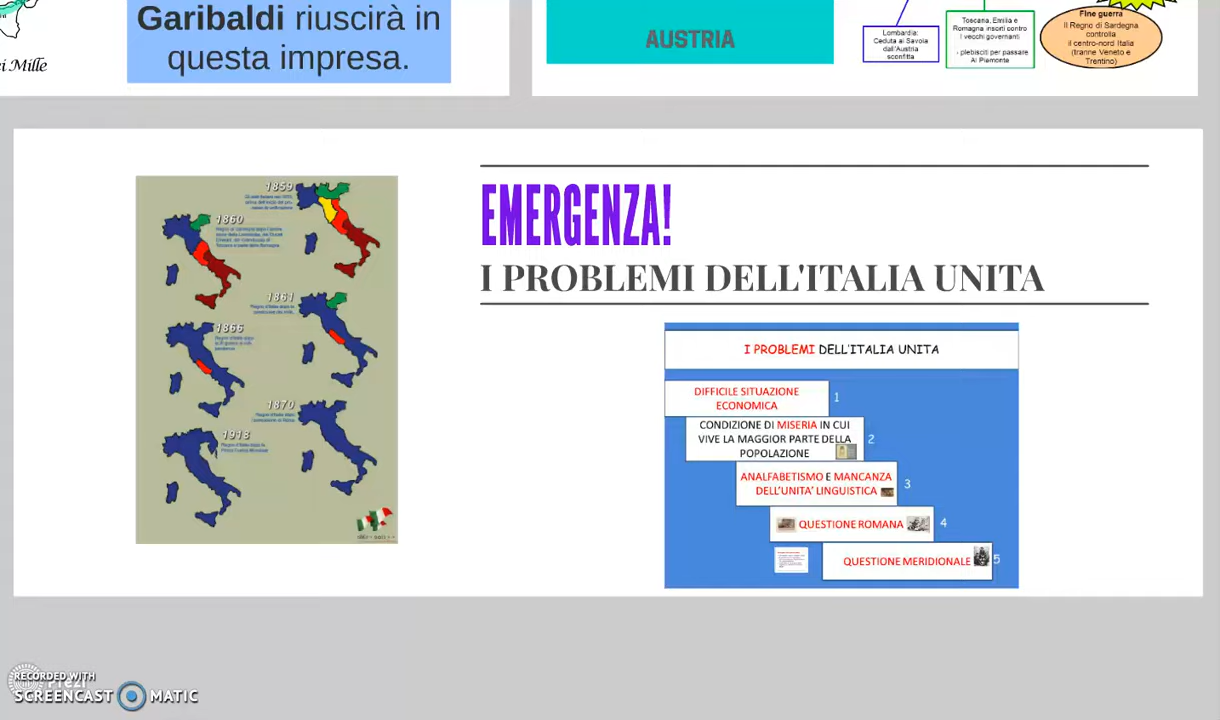 Garibaldi riuscirà in
questa impresa.
ei Mille
AUSTRIA
Lombardia:
Ceduta ai Savoia
dall'Austria
sconfitta
Toscana, Emilia e
Romagna insorti contro
I vecchi governanti
plebisciti per passare
Al Piemonte
Fine guerra
Il Regno di Sardegna
controlla
il centro-nord Italia
(tranne Veneto e
Trentino)
1859
1860
1861
1866
1870
1913
EMERGENZA!
I PROBLEMI DELL'ITALIA UNITA
I PROBLEMI DELL'ITALIA UNITA
DIFFICILE SITUAZIONE
ECONOMICA
1
CONDIZIONE DI MISERIA IN CUI
VIVE LA MAGGIOR PARTE DELLA
POPOLAZIONE
2
ANALFABETISMO E MANCANZA
DELL'UNITA' LINGUISTICA
3
QUESTIONE ROMANA
4
QUESTIONE MERIDIONALE
5
RECORDED WITH
Prezi
SCREENCAST MATIC